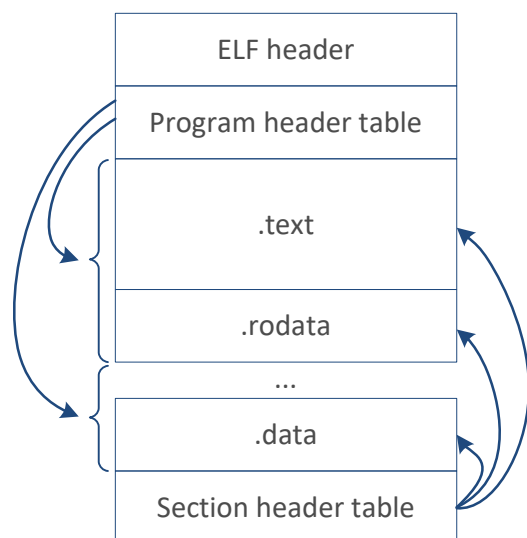 ELF header
Program header table
.text
.rodata
...
.data
Section header table